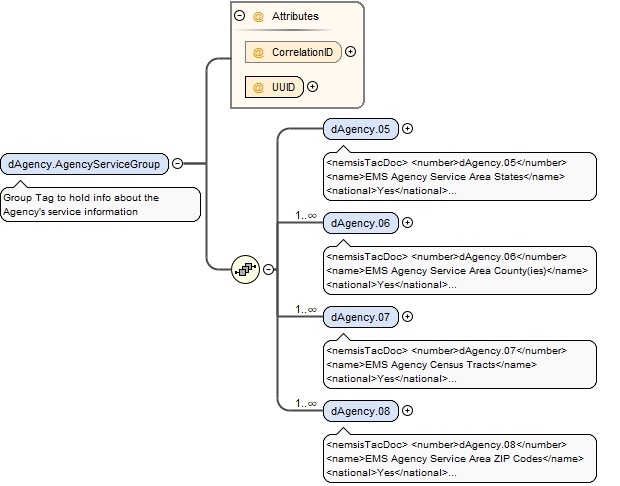 Attributes
@ CorrelationID
@ UUID
dAgency.AgencyServiceGroup
Group Tag to hold info about the
Agency's service information
dAgency.05
<nemsisTacDoc> <number>dAgency.05</number>
<name>EMS Agency Service Area States</name>
<national>Yes</national>...
1..∞
dAgency.06
<nemsisTacDoc> <number>dAgency.06</number>
<name>EMS Agency Service Area County(ies)</name>
<national>Yes</national>...
1..∞
dAgency.07
<nemsisTacDoc> <number>dAgency.07</number>
<name>EMS Agency Census Tracts</name>
<national>Yes</national>...
1..∞
dAgency.08
<nemsisTacDoc> <number>dAgency.08</number>
<name>EMS Agency Service Area ZIP Codes</name>
<national>Yes</national>...